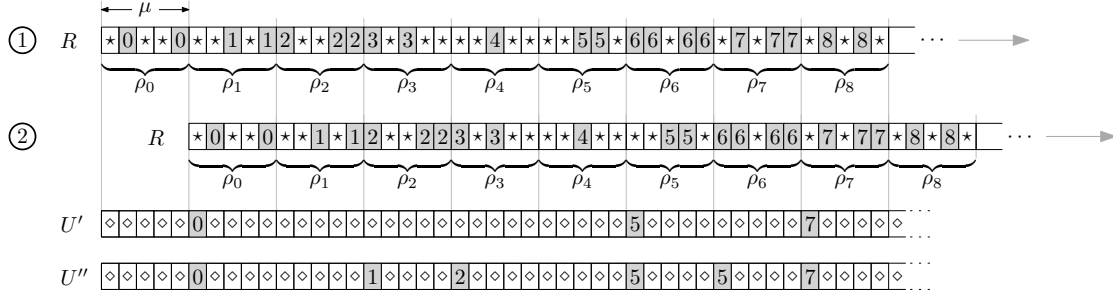 μ
① R ⋆ 0 ⋆ ⋆ 0 ⋆ ⋆ 1 ⋆ 1 2 ⋆ ⋆ 2 2 3 ⋆ 3 ⋆ ⋆ ⋆ ⋆ 4 ⋆ ⋆ ⋆ ⋆ 5 5 ⋆ 6 6 ⋆ 6 6 ⋆ 7 ⋆ 7 7 ⋆ 8 ⋆ 8 ⋆ ···
ρ₀ ρ₁ ρ₂ ρ₃ ρ₄ ρ₅ ρ₆ ρ₇ ρ₈
② R ⋆ 0 ⋆ ⋆ 0 ⋆ ⋆ 1 ⋆ 1 2 ⋆ ⋆ 2 2 3 ⋆ 3 ⋆ ⋆ ⋆ ⋆ 4 ⋆ ⋆ ⋆ ⋆ 5 5 ⋆ 6 6 ⋆ 6 6 ⋆ 7 ⋆ 7 7 ⋆ 8 ⋆ 8 ⋆ ···
ρ₀ ρ₁ ρ₂ ρ₃ ρ₄ ρ₅ ρ₆ ρ₇ ρ₈
U′ ⋄ ⋄ ⋄ ⋄ ⋄ 0 ⋄ ⋄ ⋄ ⋄ ⋄ ⋄ ⋄ ⋄ ⋄ ⋄ ⋄ ⋄ ⋄ ⋄ ⋄ ⋄ ⋄ ⋄ ⋄ ⋄ ⋄ ⋄ ⋄ ⋄ 5 ⋄ ⋄ ⋄ ⋄ ⋄ ⋄ ⋄ ⋄ ⋄ 7 ⋄ ⋄ ⋄ ⋄ ⋄
U″ ⋄ ⋄ ⋄ ⋄ ⋄ 0 ⋄ ⋄ ⋄ ⋄ ⋄ ⋄ ⋄ ⋄ ⋄ 1 ⋄ ⋄ ⋄ ⋄ 2 ⋄ ⋄ ⋄ ⋄ ⋄ ⋄ ⋄ ⋄ ⋄ 5 ⋄ ⋄ ⋄ ⋄ 5 ⋄ ⋄ ⋄ ⋄ 7 ⋄ ⋄ ⋄ ⋄ ⋄